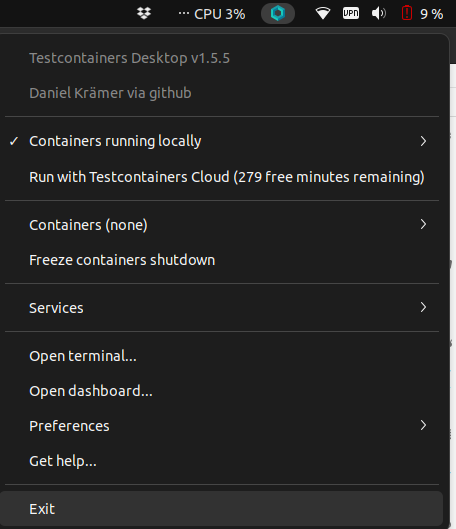 ··· CPU 3% VPN 9 %
Testcontainers Desktop v1.5.5
Daniel Krämer via github
✓ Containers running locally
Run with Testcontainers Cloud (279 free minutes remaining)
Containers (none)
Freeze containers shutdown
Services
Open terminal...
Open dashboard...
Preferences
Get help...
Exit